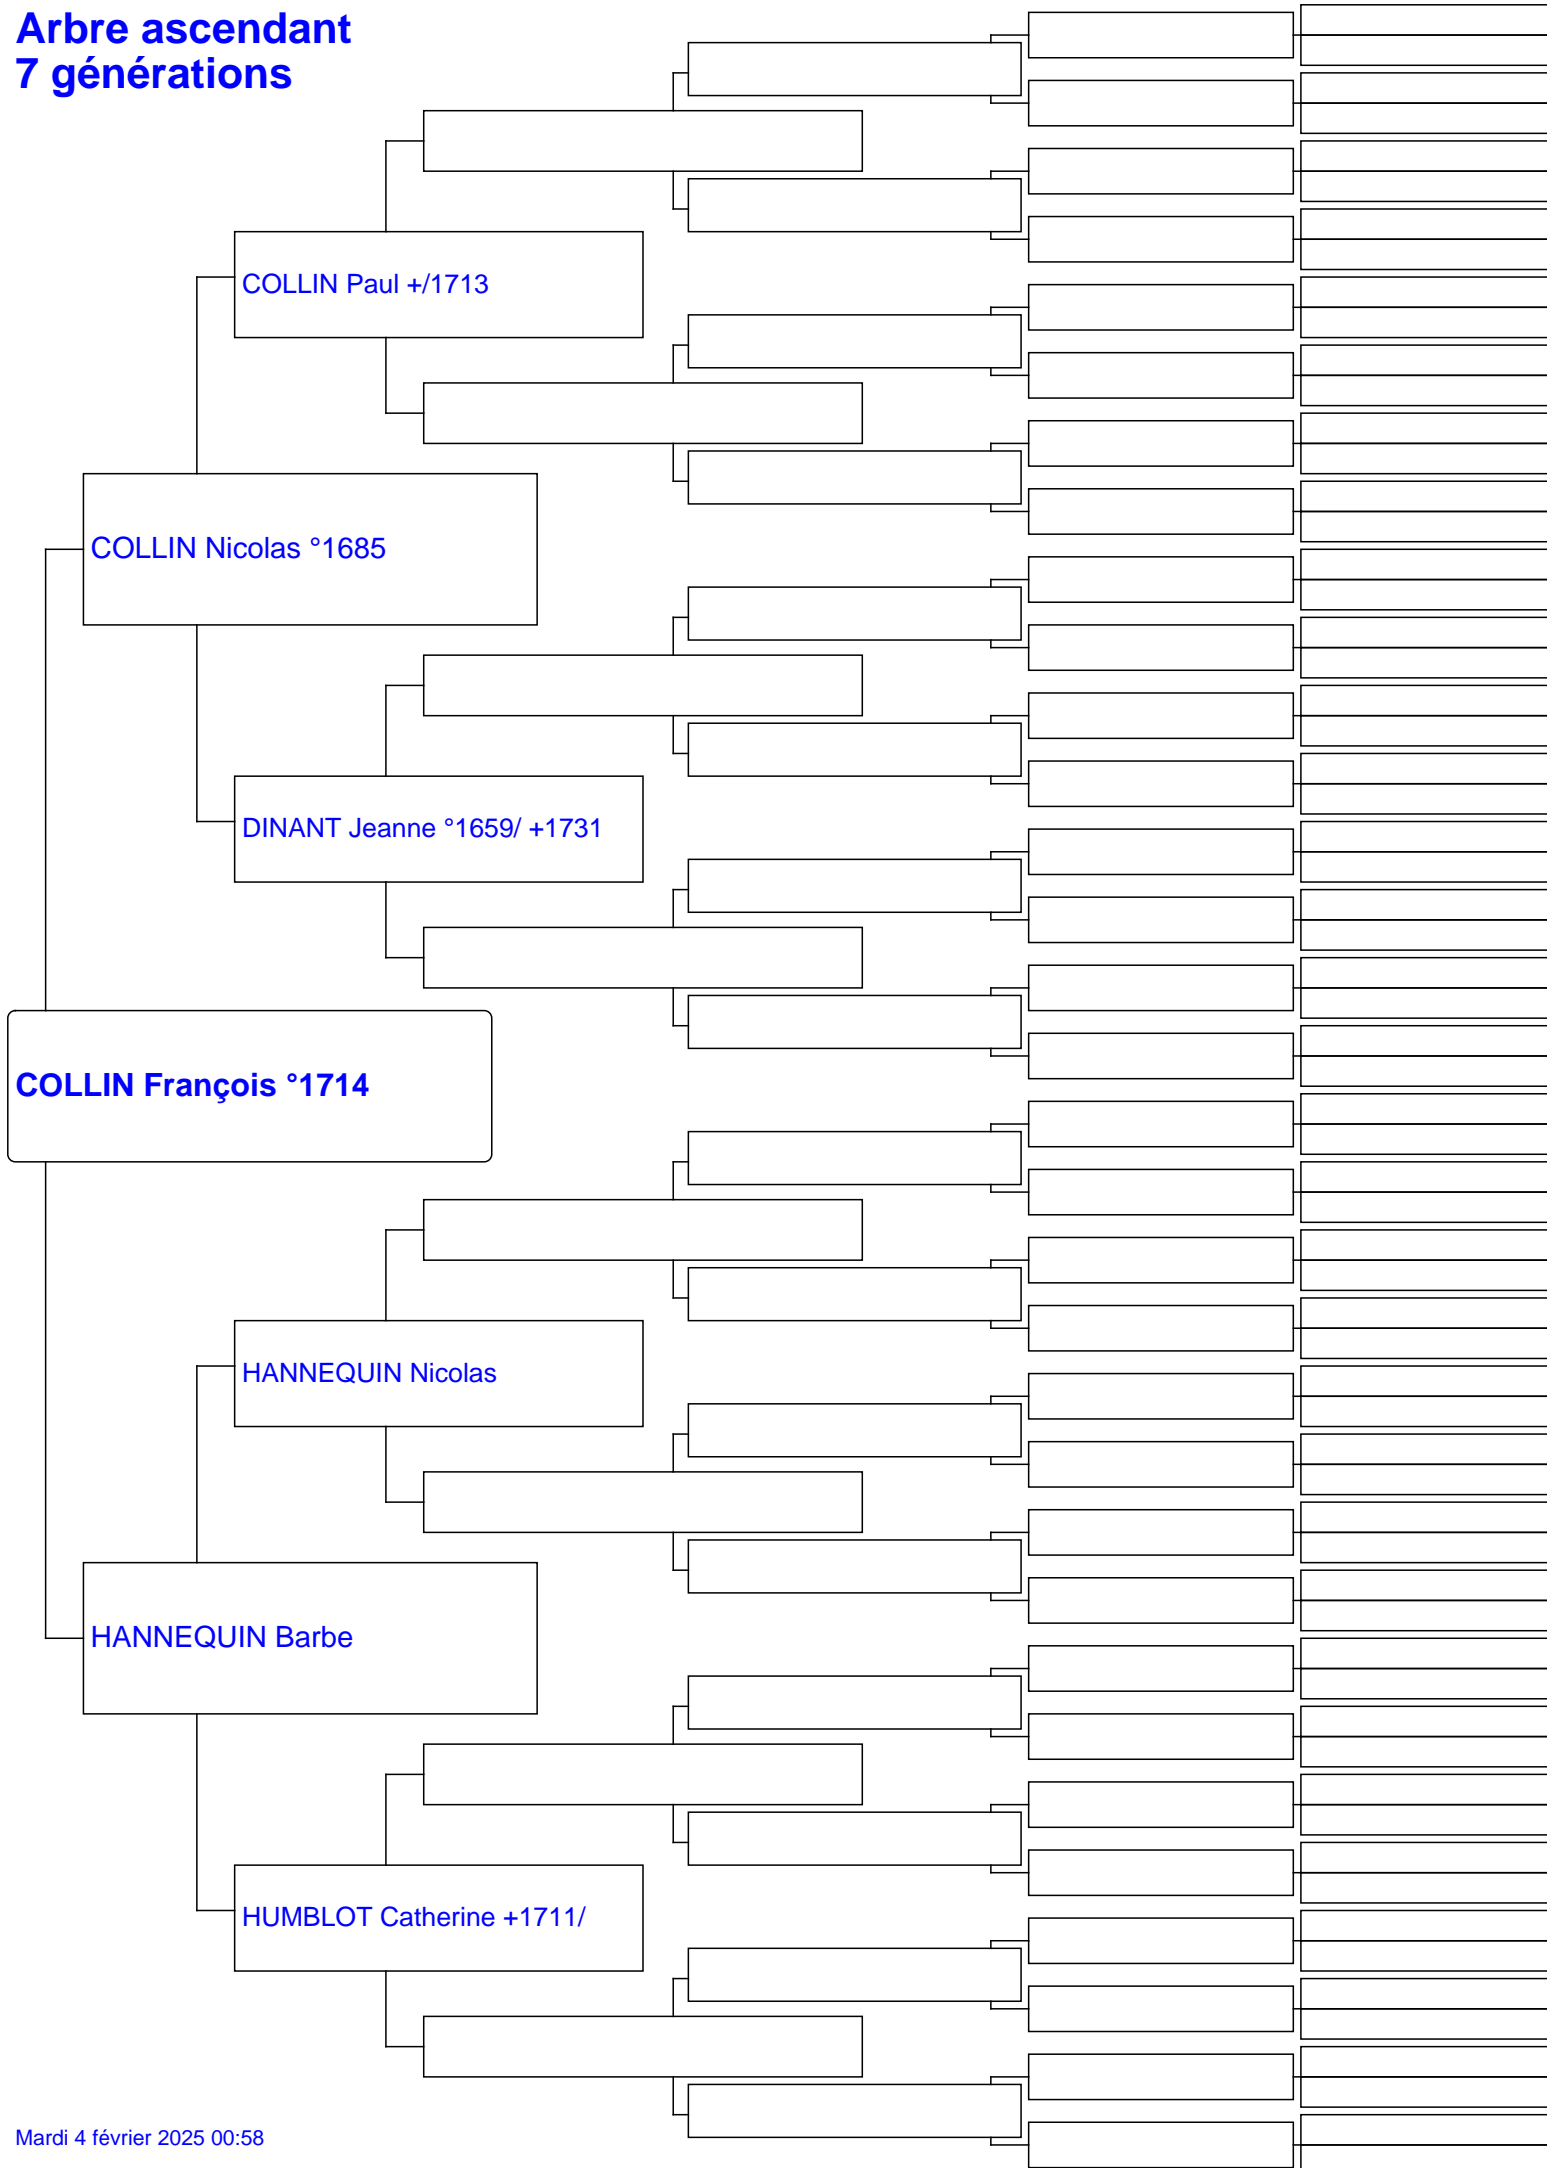 Arbre ascendant
7 générations
COLLIN Paul +/1713
COLLIN Nicolas °1685
DINANT Jeanne °1659/ +1731
COLLIN François °1714
HANNEQUIN Nicolas
HANNEQUIN Barbe
HUMBLOT Catherine +1711/
Mardi 4 février 2025 00:58